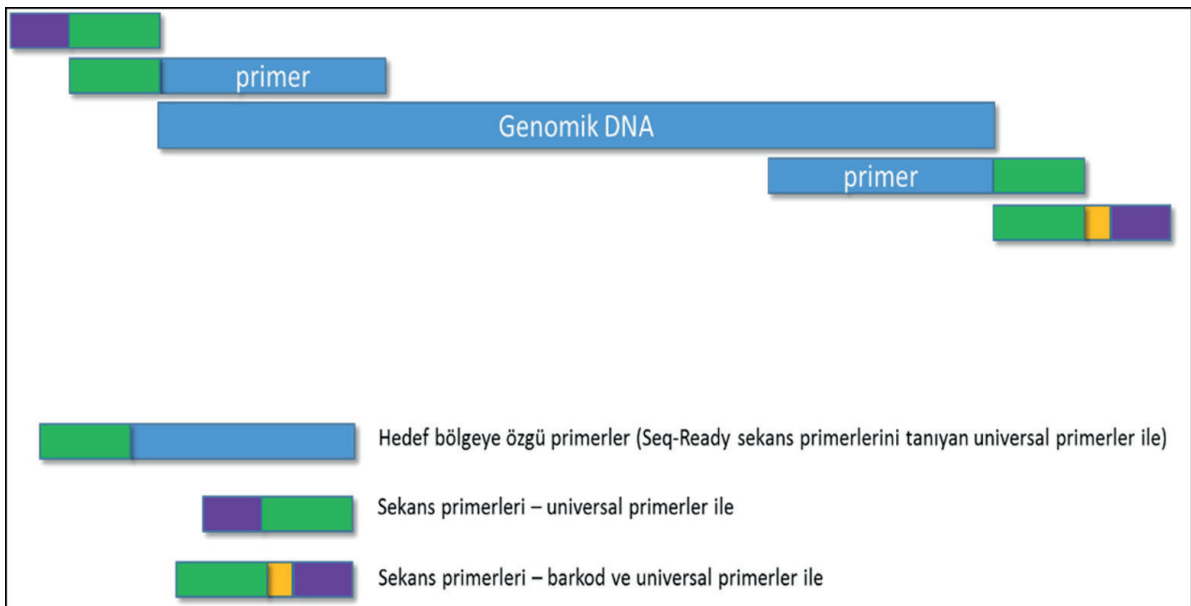 primer
Genomik DNA
primer
Hedef bölgeye özgü primerler (Seq-Ready sekans primerlerini tanıyan universal primerler ile)
Sekans primerleri – universal primerler ile
Sekans primerleri – barkod ve universal primerler ile